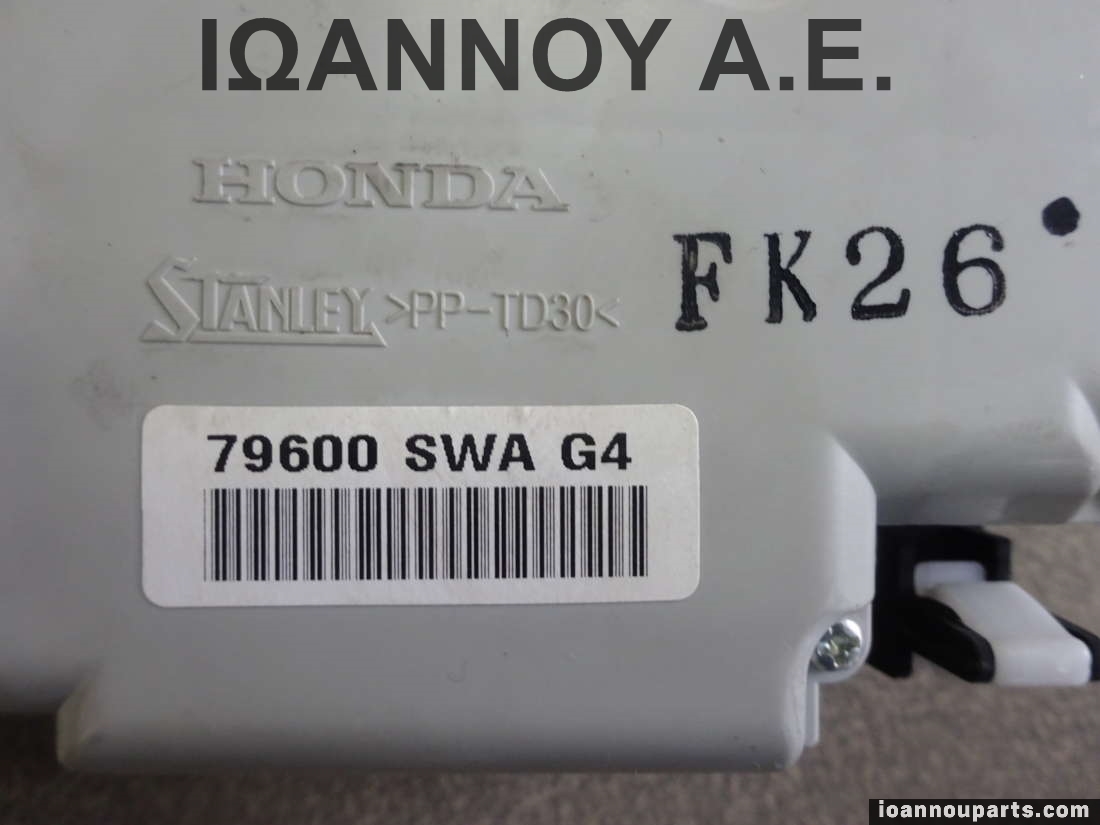 ΙΩΑΝΝΟΥ Α.Ε.
HONDA
STANLEY >PP-TD30<
FK26
79600 SWA G4
ioannouparts.com